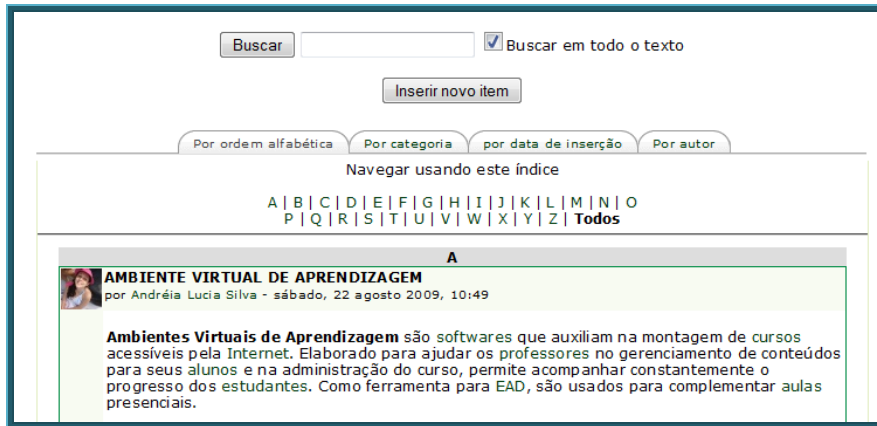 Buscar Buscar em todo o texto
Inserir novo item
Por ordem alfabética Por categoria por data de inserção Por autor
Navegar usando este índice
A | B | C | D | E | F | G | H | I | J | K | L | M | N | O
P | Q | R | S | T | U | V | W | X | Y | Z | Todos
A
AMBIENTE VIRTUAL DE APRENDIZAGEM
por Andréia Lucia Silva - sábado, 22 agosto 2009, 10:49
Ambientes Virtuais de Aprendizagem são softwares que auxiliam na montagem de cursos
acessíveis pela Internet. Elaborado para ajudar os professores no gerenciamento de conteúdos
para seus alunos e na administração do curso, permite acompanhar constantemente o
progresso dos estudantes. Como ferramenta para EAD, são usados para complementar aulas
presenciais.